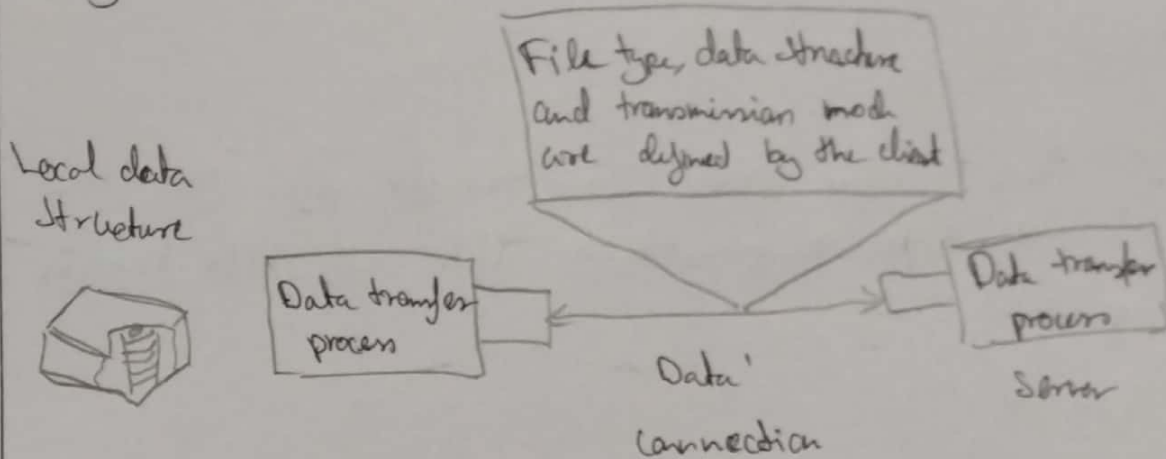 File type, data structure
and transmission mode
are defined by the client
Local data
structure
Data transfer
process
Data transfer
process
Data
connection
Server